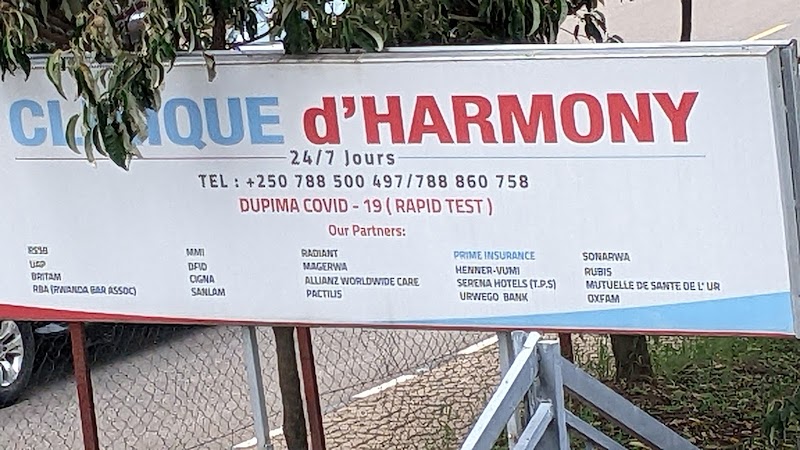 CLINIQUE d'HARMONY
24/7 Jours
TEL : +250 788 500 497/788 860 758
DUPIMA COVID - 19 ( RAPID TEST )
Our Partners:
RSSB
UAP
BRITAM
RBA (RWANDA BAR ASSOC)
MMI
DFID
CIGNA
SANLAM
RADIANT
MAGERWA
ALLIANZ WORLDWIDE CARE
PACTILIS
PRIME INSURANCE
HENNER-VUMI
SERENA HOTELS (T.P.S)
URWEGO BANK
SONARWA
RUBIS
MUTUELLE DE SANTE DE L' UR
OXFAM